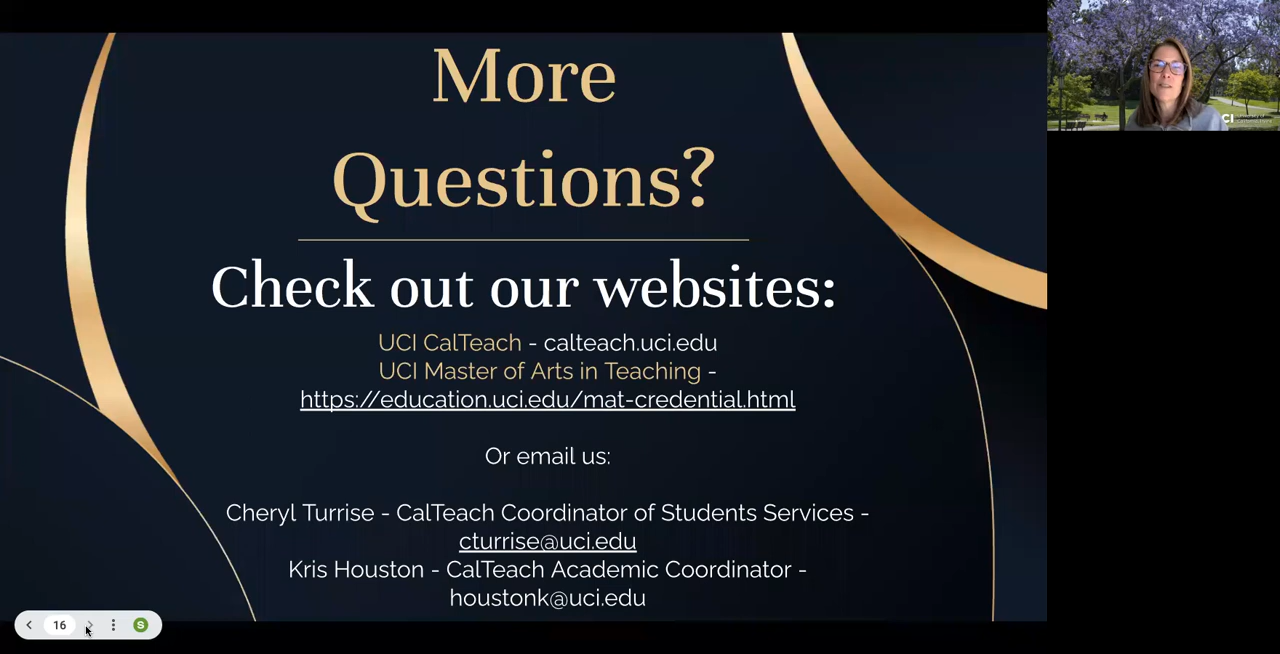 More
Questions?
Check out our websites:
UCI CalTeach - calteach.uci.edu
UCI Master of Arts in Teaching -
https://education.uci.edu/mat-credential.html
Or email us:
Cheryl Turrise - CalTeach Coordinator of Students Services -
cturrise@uci.edu
Kris Houston - CalTeach Academic Coordinator -
houstonk@uci.edu
16
S
CI